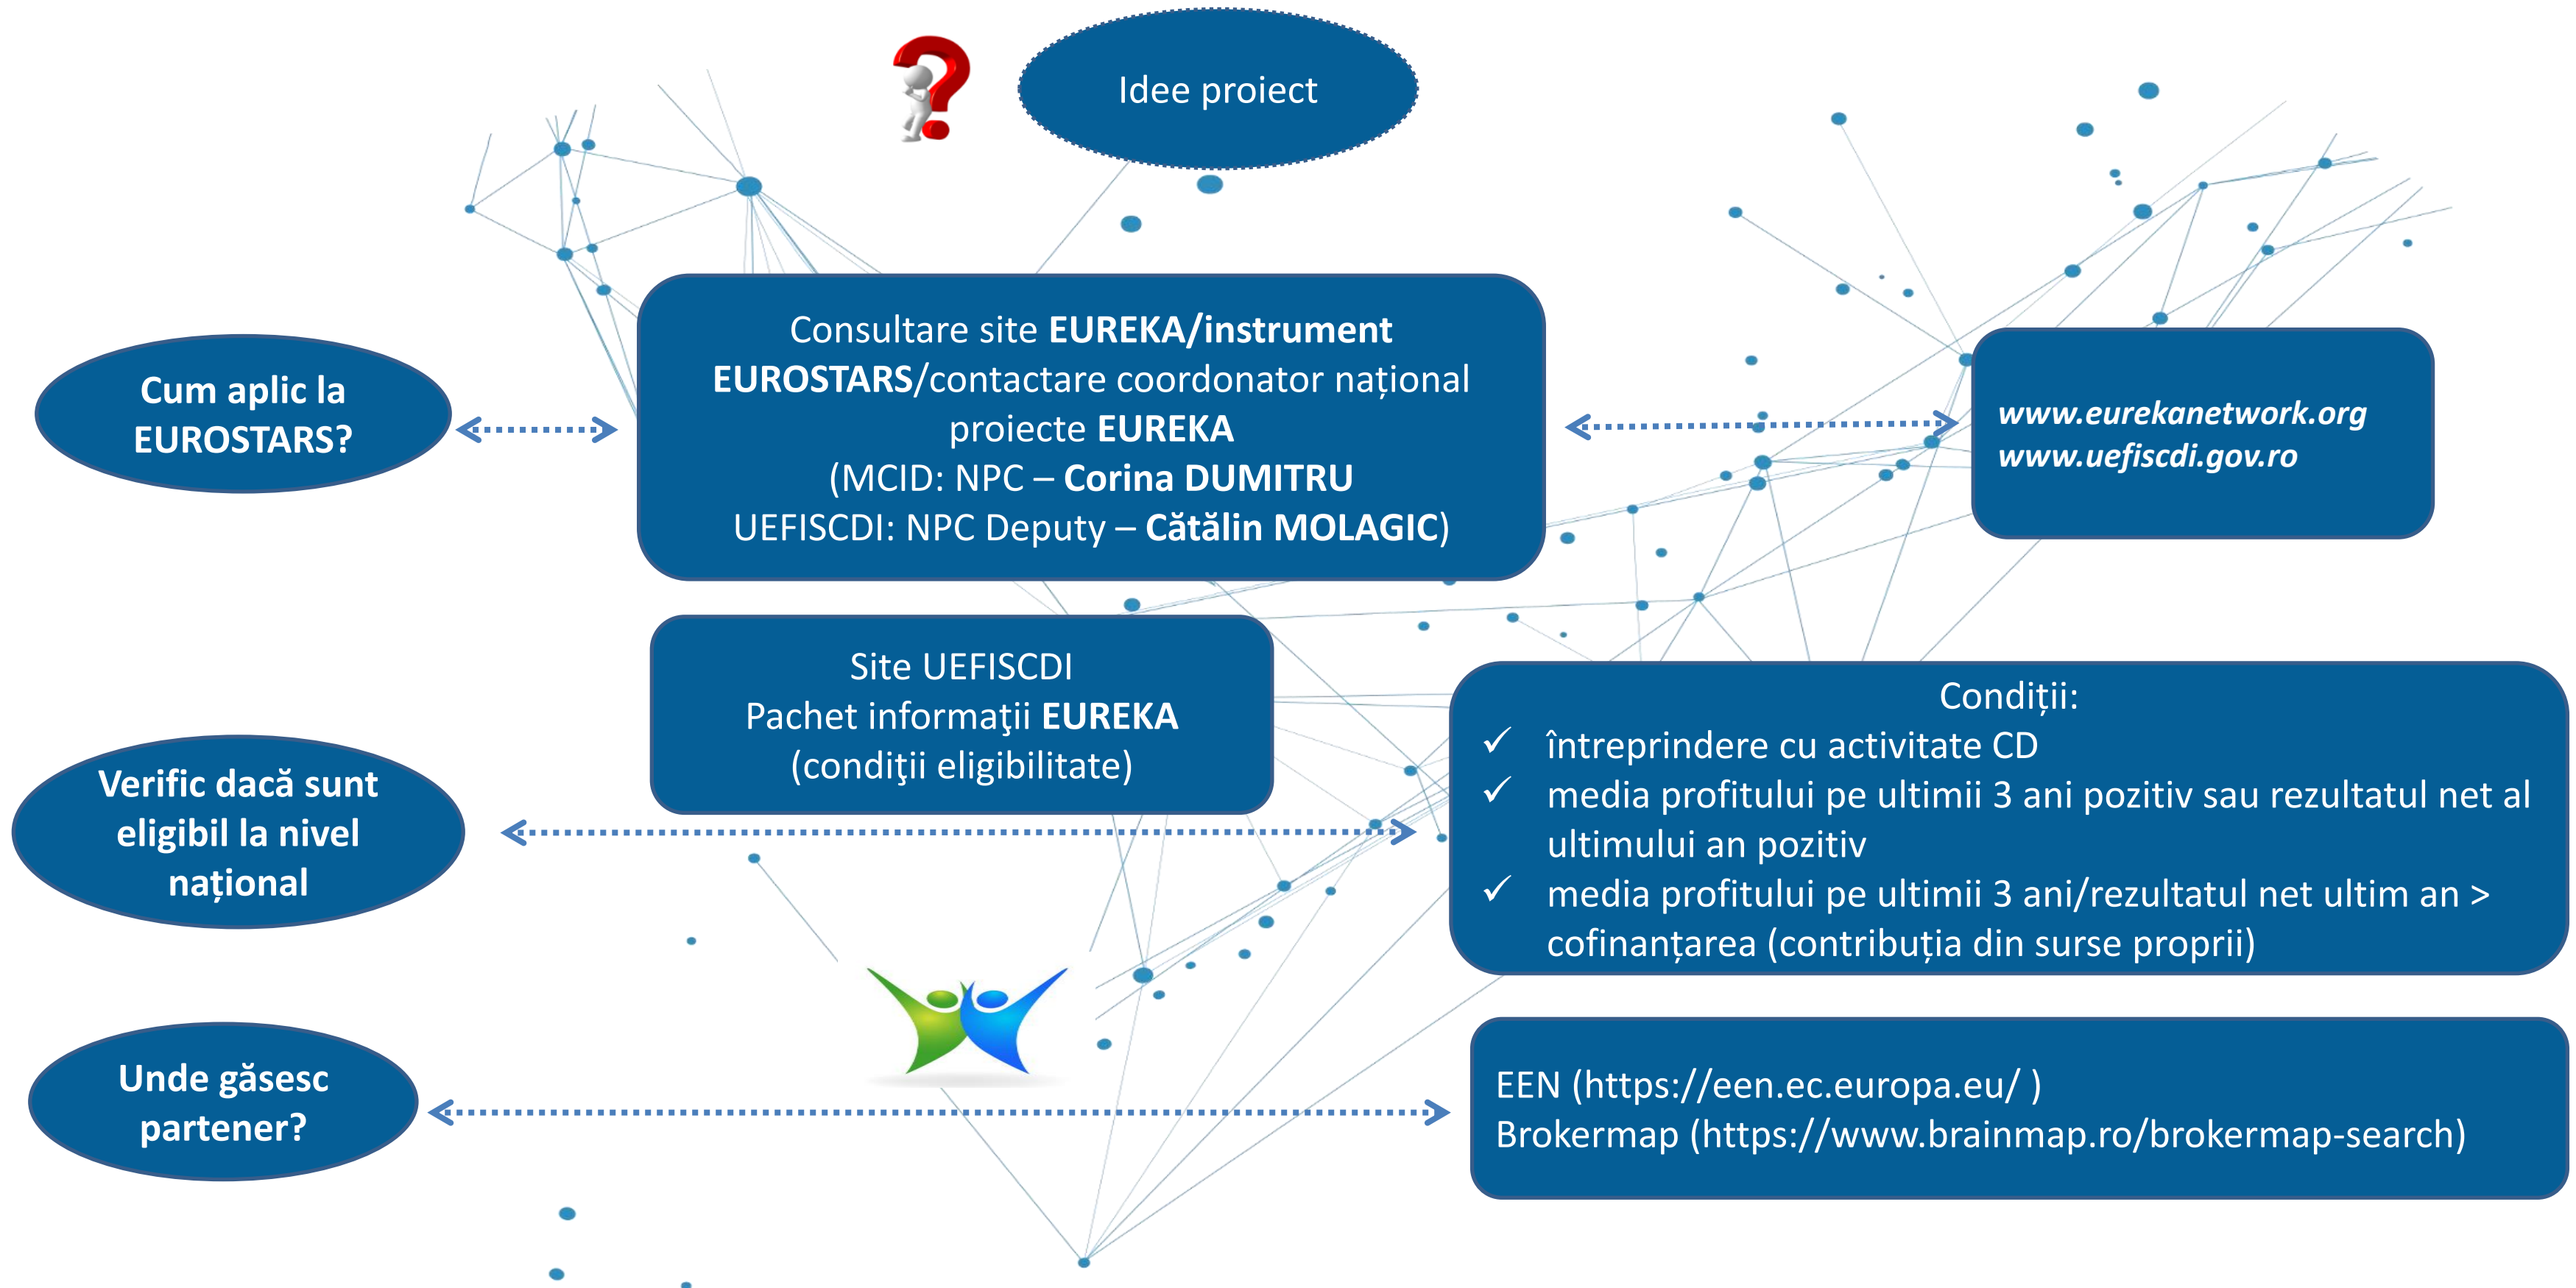 Idee proiect
Cum aplic la
EUROSTARS?
Consultare site EUREKA/instrument
EUROSTARS/contactare coordonator național
proiecte EUREKA
(MCID: NPC – Corina DUMITRU
UEFISCDI: NPC Deputy – Cătălin MOLAGIC)
www.eurekanetwork.org
www.uefiscdi.gov.ro
Verific dacă sunt
eligibil la nivel
național
Site UEFISCDI
Pachet informaţii EUREKA
(condiţii eligibilitate)
Condiții:
✓ întreprindere cu activitate CD
✓ media profitului pe ultimii 3 ani pozitiv sau rezultatul net al
ultimului an pozitiv
✓ media profitului pe ultimii 3 ani/rezultatul net ultim an >
cofinanțarea (contribuția din surse proprii)
Unde găsesc
partener?
EEN (https://een.ec.europa.eu/ )
Brokermap (https://www.brainmap.ro/brokermap-search)